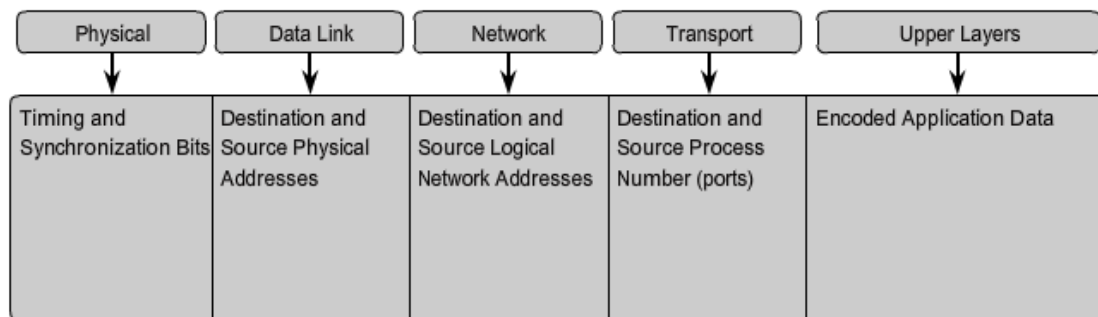 Physical
Data Link
Network
Transport
Upper Layers
Timing and
Synchronization Bits
Destination and
Source Physical
Addresses
Destination and
Source Logical
Network Addresses
Destination and
Source Process
Number (ports)
Encoded Application Data